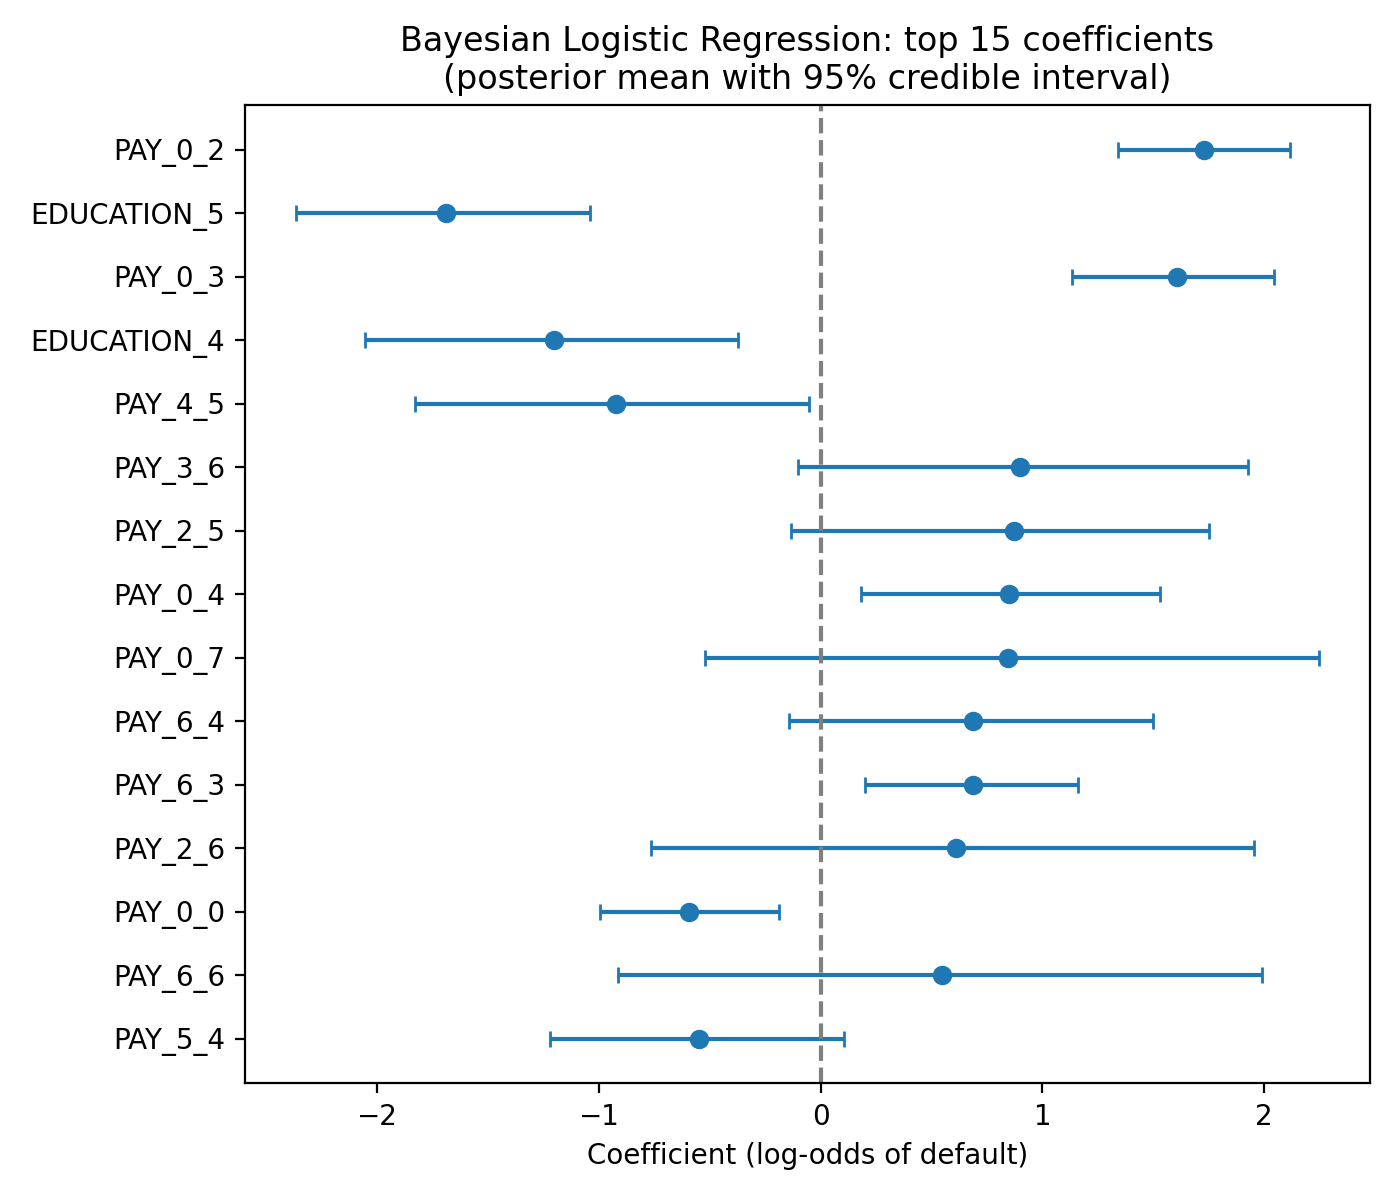 Bayesian Logistic Regression: top 15 coefficients
(posterior mean with 95% credible interval)
PAY_0_2
EDUCATION_5
PAY_0_3
EDUCATION_4
PAY_4_5
PAY_3_6
PAY_2_5
PAY_0_4
PAY_0_7
PAY_6_4
PAY_6_3
PAY_2_6
PAY_0_0
PAY_6_6
PAY_5_4
−2 −1 0 1 2
Coefficient (log-odds of default)